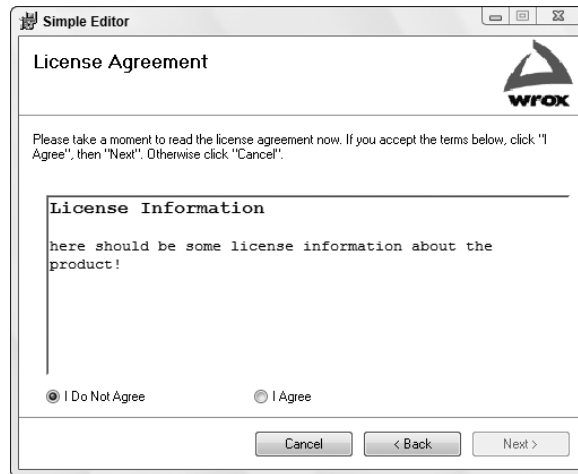 Simple Editor
License Agreement
wrox
Please take a moment to read the license agreement now. If you accept the terms below, click "I
Agree", then "Next". Otherwise click "Cancel".
License Information
here should be some license information about the
product!
I Do Not Agree
I Agree
Cancel
< Back
Next >